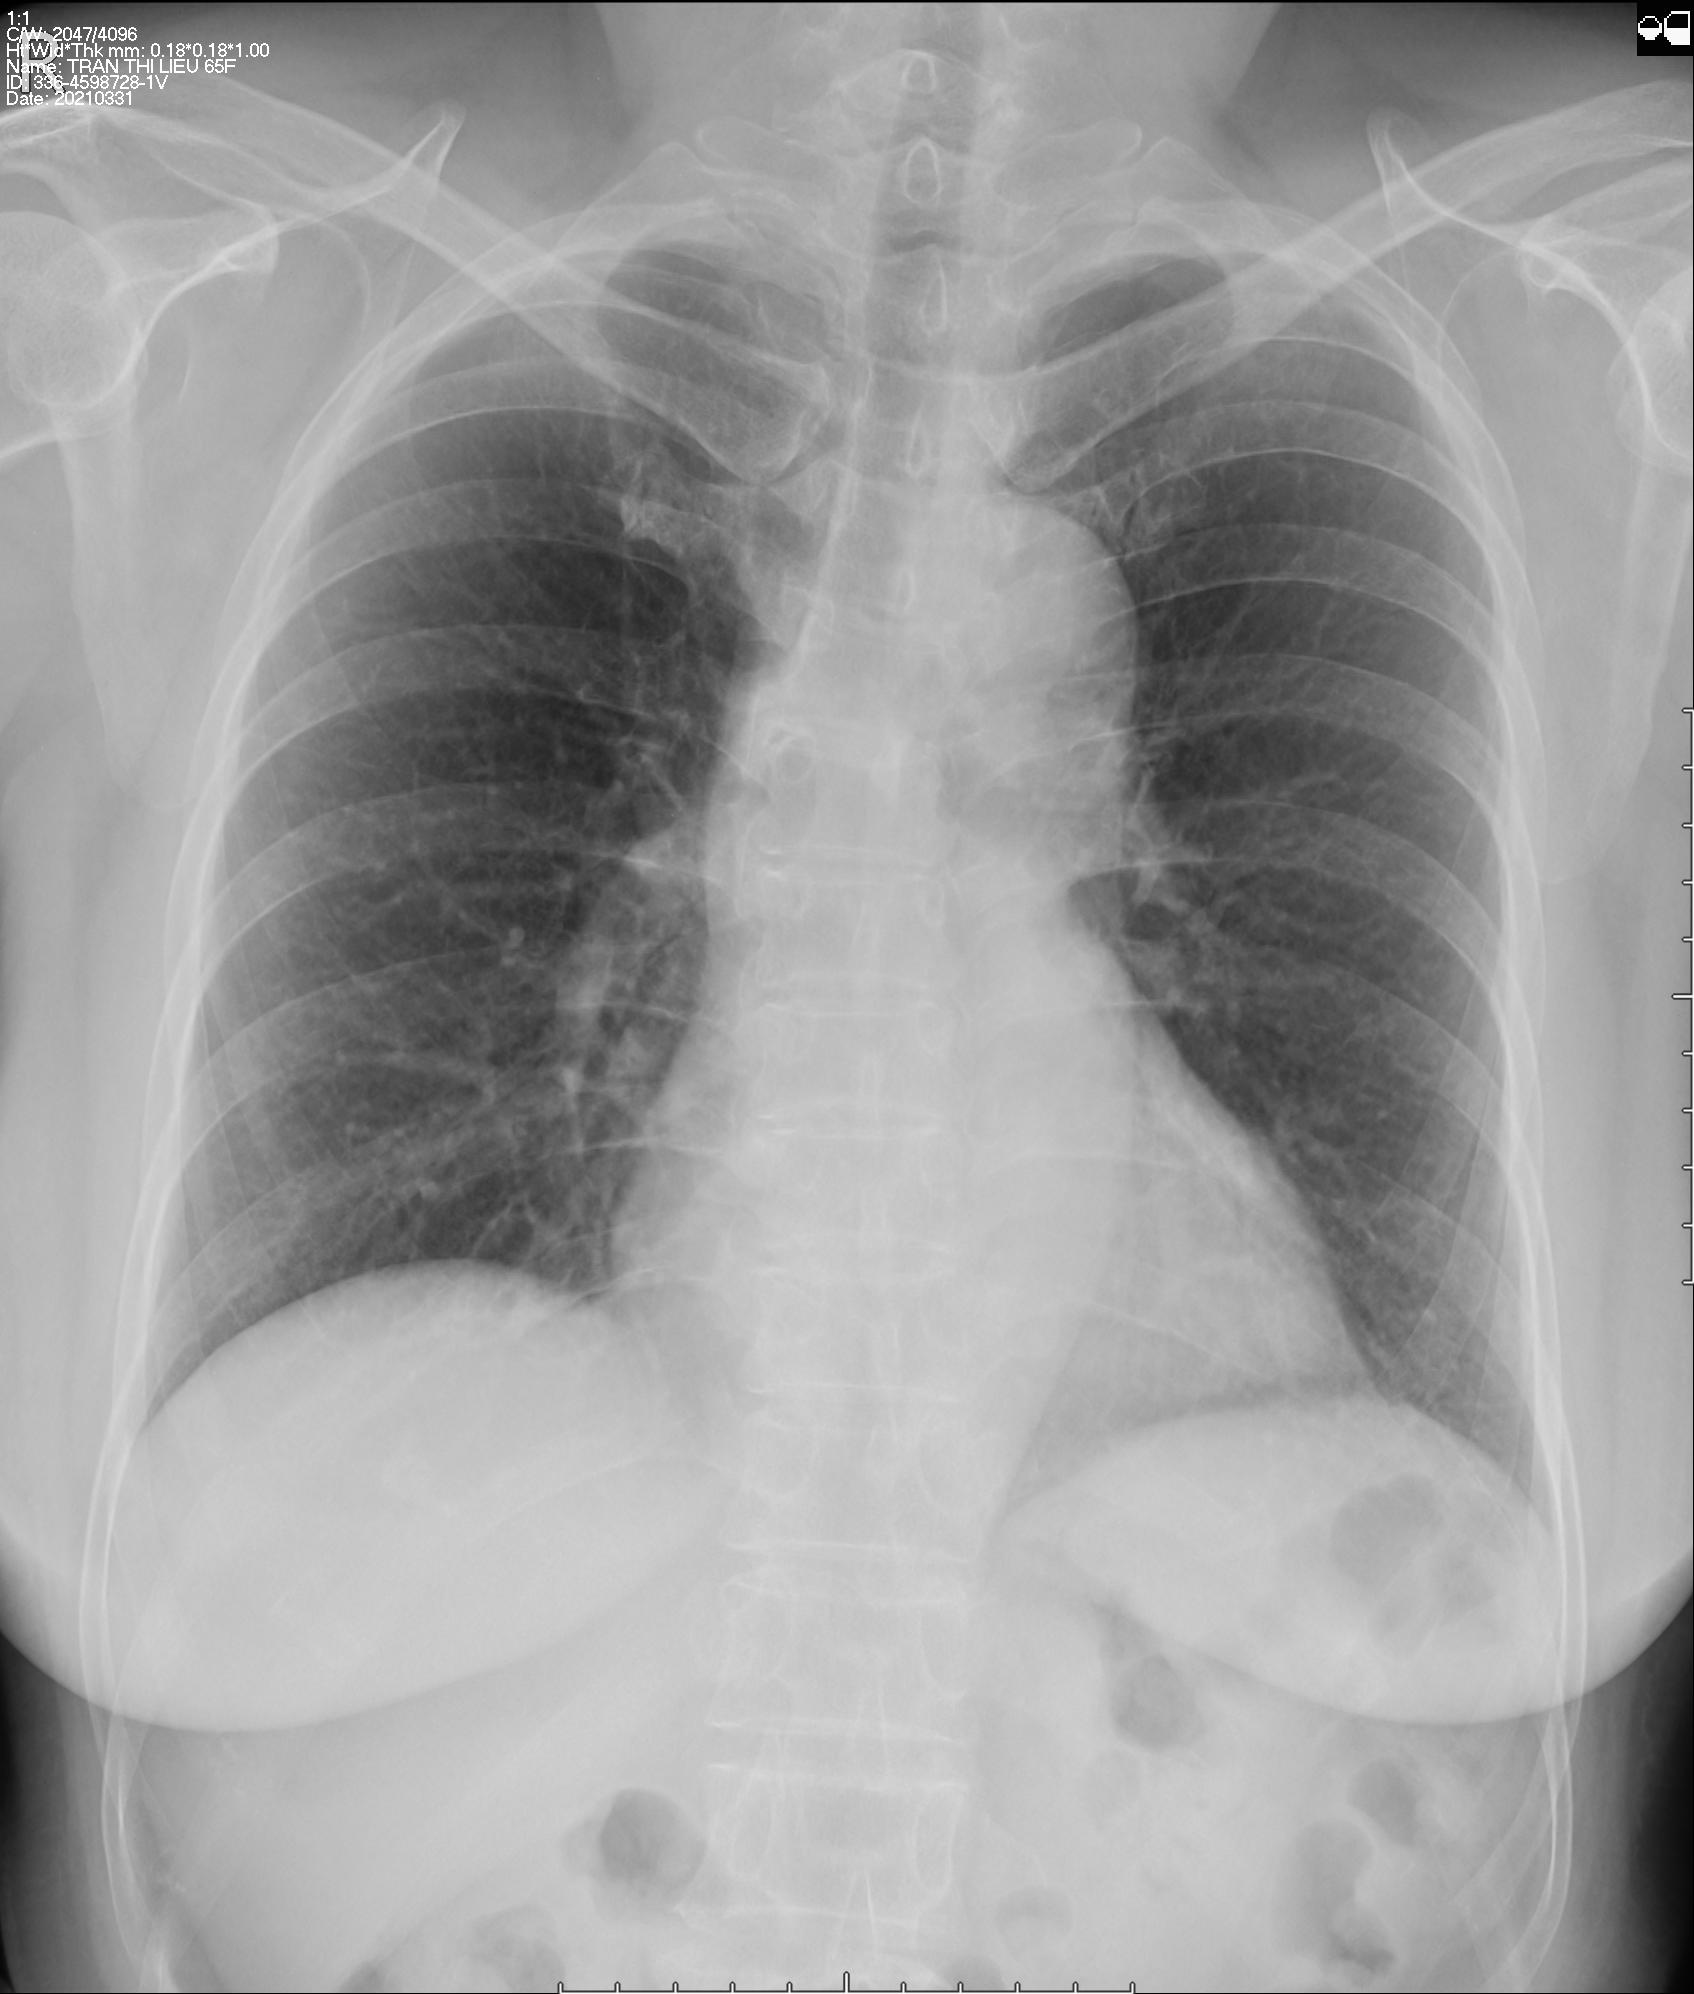 1:1
C/W: 2047/4096
Ht*Wid*Thk mm: 0.18*0.18*1.00
Name: TRAN THI LIEU 65F
ID: 336-4598728-1V
Date: 20210331
R